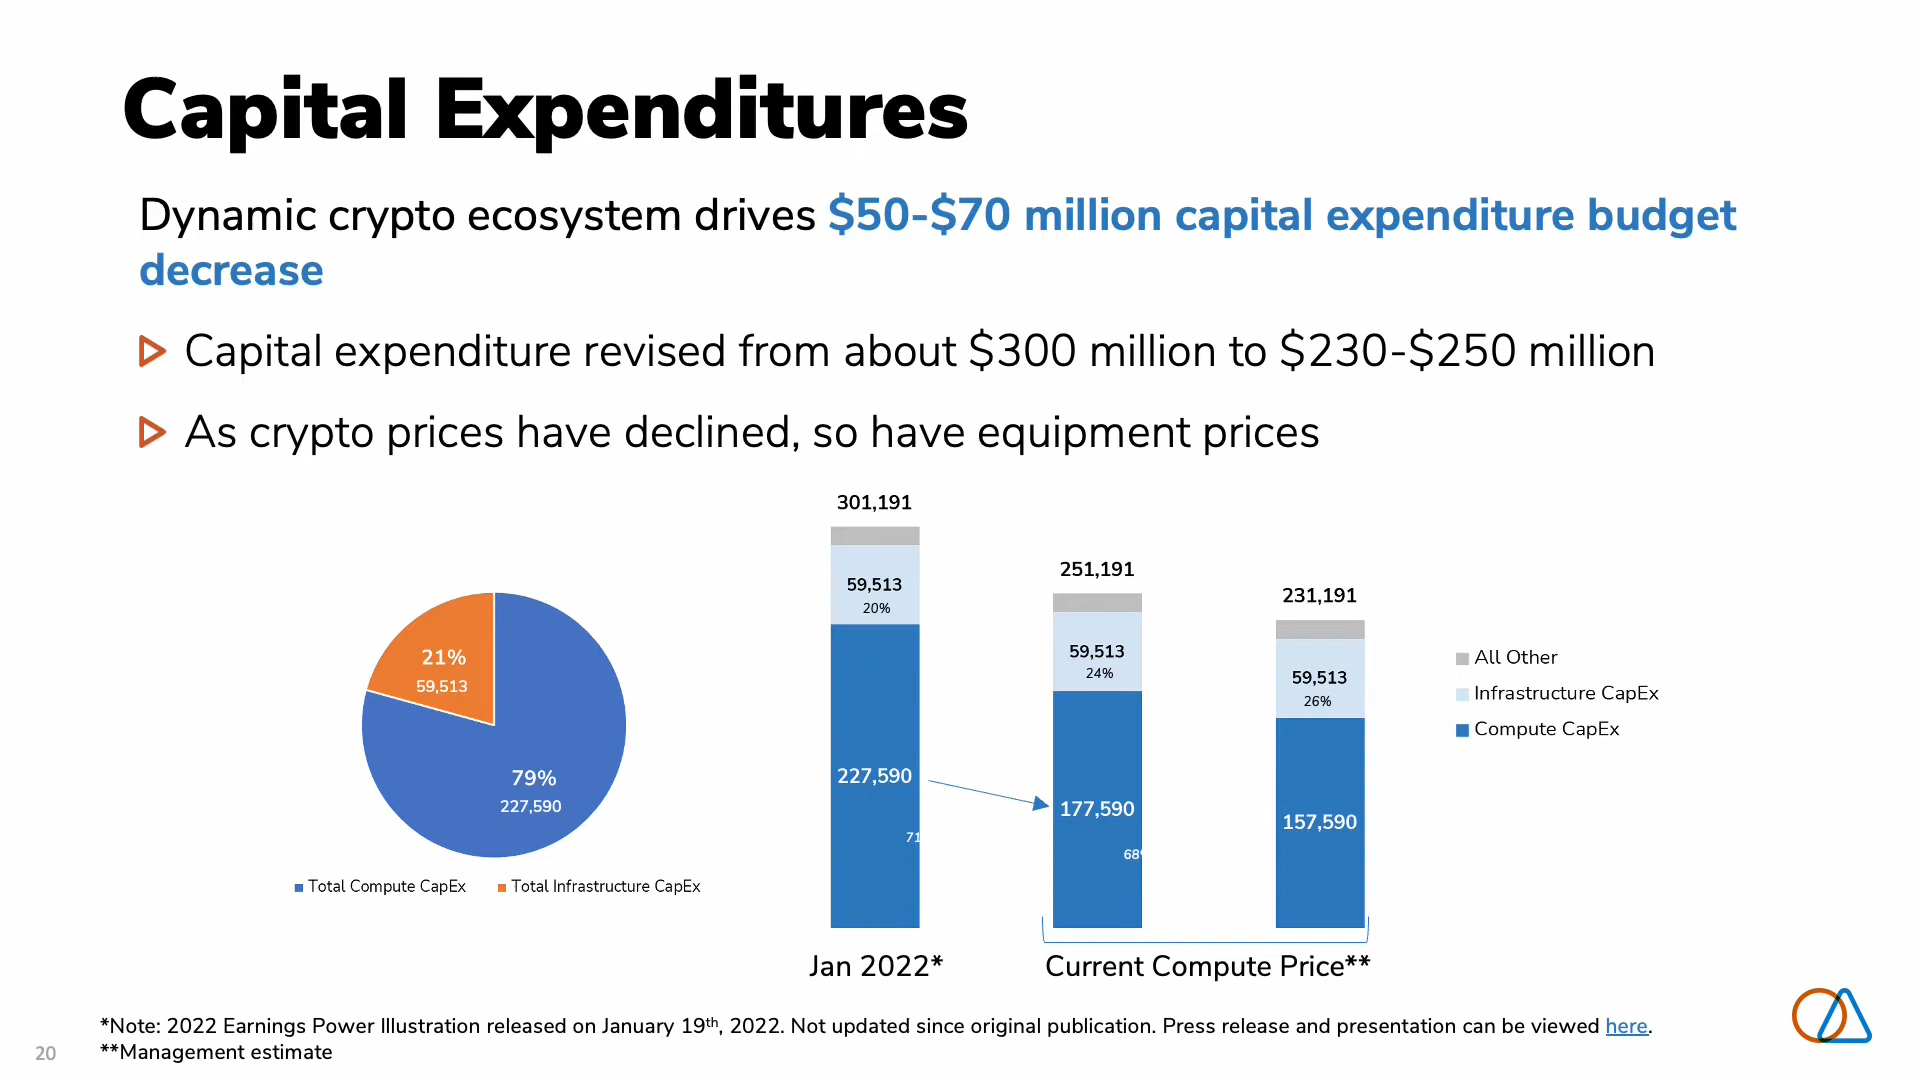 Capital Expenditures
Dynamic crypto ecosystem drives $50-$70 million capital expenditure budget
decrease
Capital expenditure revised from about $300 million to $230-$250 million
As crypto prices have declined, so have equipment prices
21%
59,513
79%
227,590
Total Compute CapEx
Total Infrastructure CapEx
301,191
59,513
20%
227,590
71
251,191
59,513
24%
177,590
68
231,191
59,513
26%
157,590
All Other
Infrastructure CapEx
Compute CapEx
Jan 2022*
Current Compute Price**
*Note: 2022 Earnings Power Illustration released on January 19th, 2022. Not updated since original publication. Press release and presentation can be viewed here.
**Management estimate
20